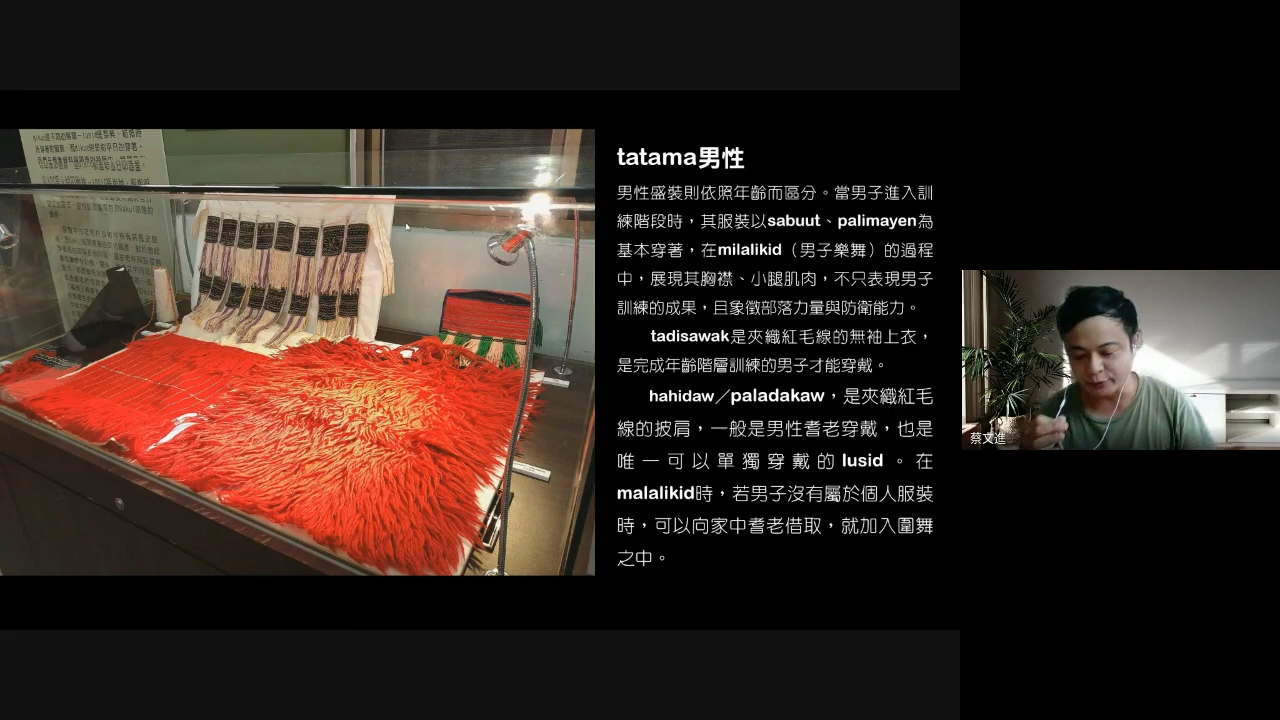 tatama男性
男性盛裝則依照年齡而區分。當男子進入訓
練階段時，其服裝以sabuut、palimayen為
基本穿著，在milalikid（男子樂舞）的過程
中，展現其胸襟、小腿肌肉，不只表現男子
訓練的成果，且象徵部落力量與防衛能力。
tadisawak是夾織紅毛線的無袖上衣，
是完成年齡階層訓練的男子才能穿戴。
hahidaw／paladakaw，是夾織紅毛
線的披肩，一般是男性耆老穿戴，也是
唯一可以單獨穿戴的lusid。在
malalikid時，若男子沒有屬於個人服裝
時，可以向家中耆老借取，就加入圍舞
之中。
蔡文進